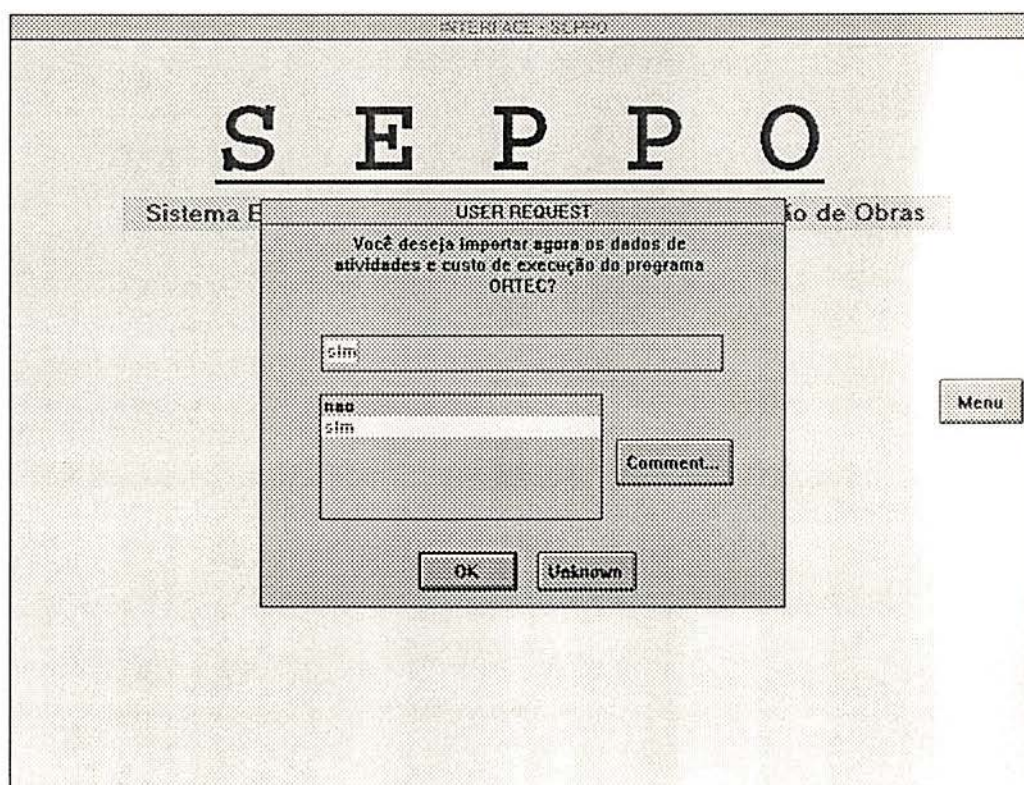 INTERFACE - SEPPO
S E P P O
Sistema E
ão de Obras
USER REQUEST
Você deseja importar agora os dados de
atividades e custo de execução do programa
ORTEC?
sim
nao
sim
Comment...
Menu
OK
Unknown